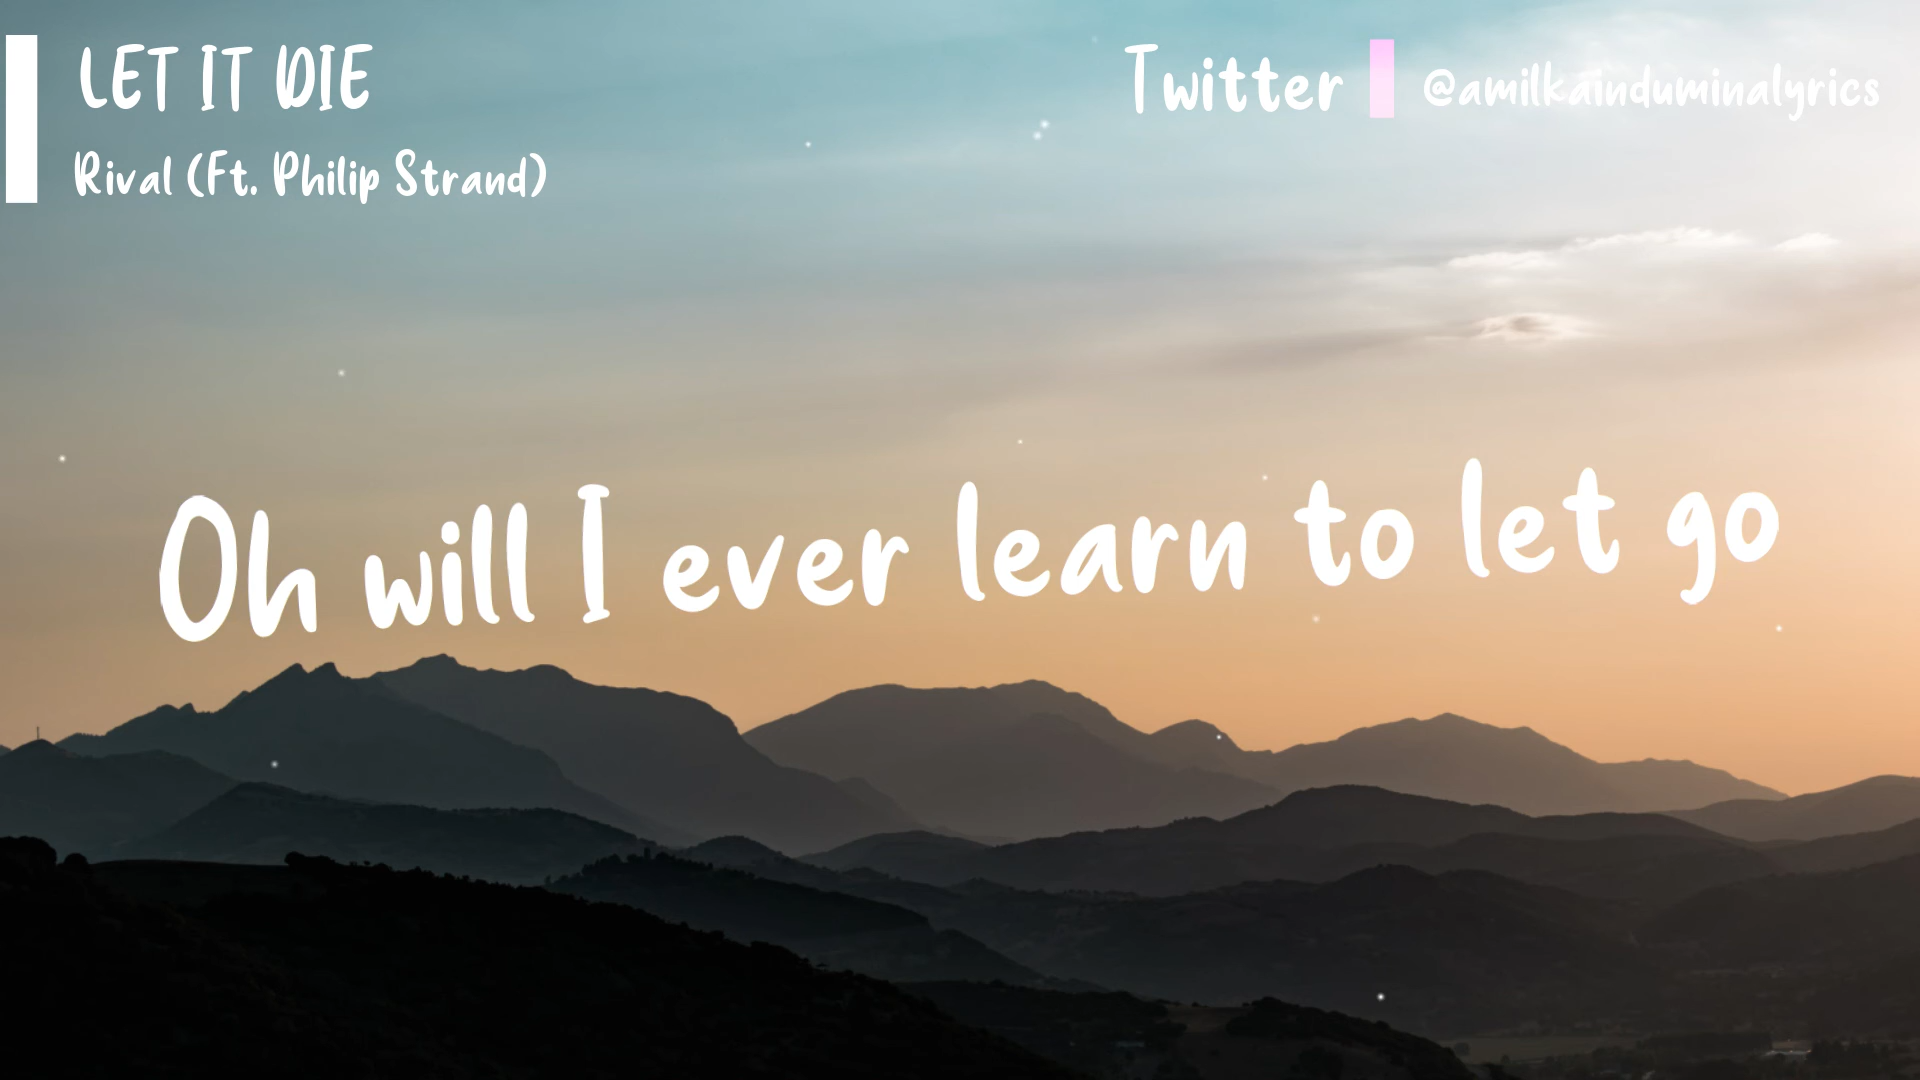 LET IT DIE
Rival (Ft. Philip Strand)
Twitter @amilkainduminalyrics
Oh will I ever learn to let go